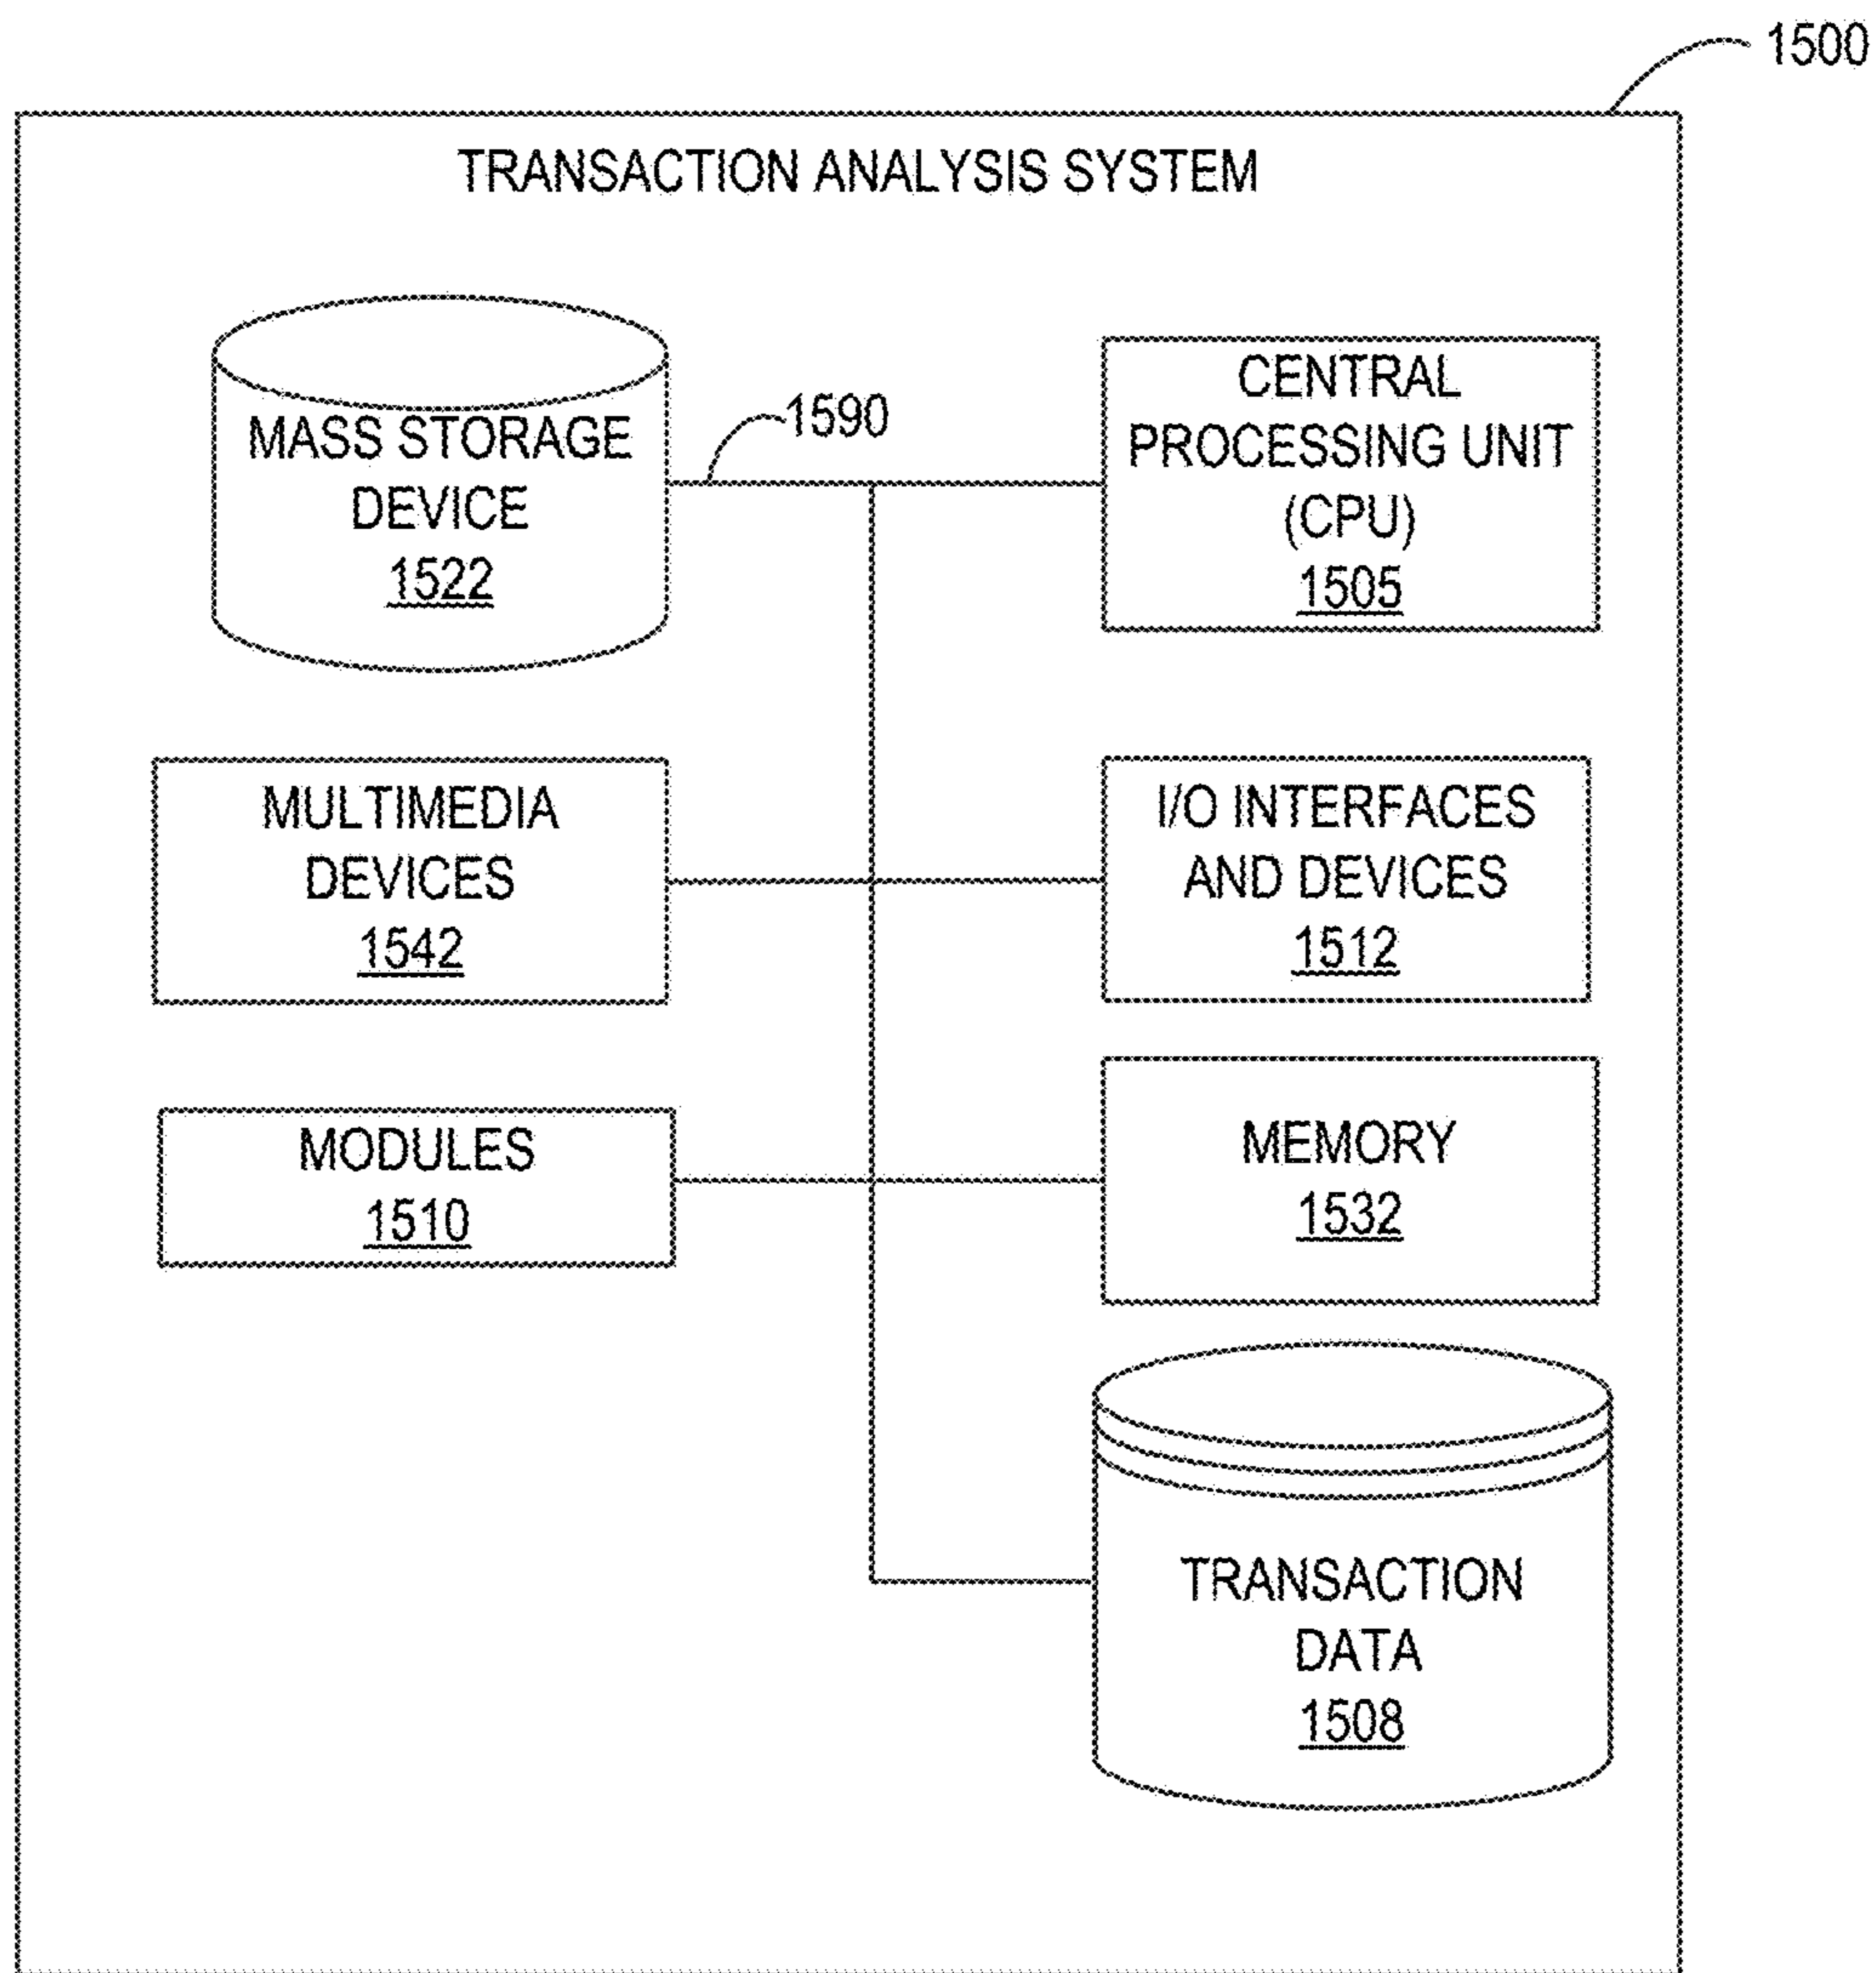 1500
TRANSACTION ANALYSIS SYSTEM
MASS STORAGE
DEVICE
1522
1590
CENTRAL
PROCESSING UNIT
(CPU)
1505
MULTIMEDIA
DEVICES
1542
I/O INTERFACES
AND DEVICES
1512
MODULES
1510
MEMORY
1532
TRANSACTION
DATA
1508